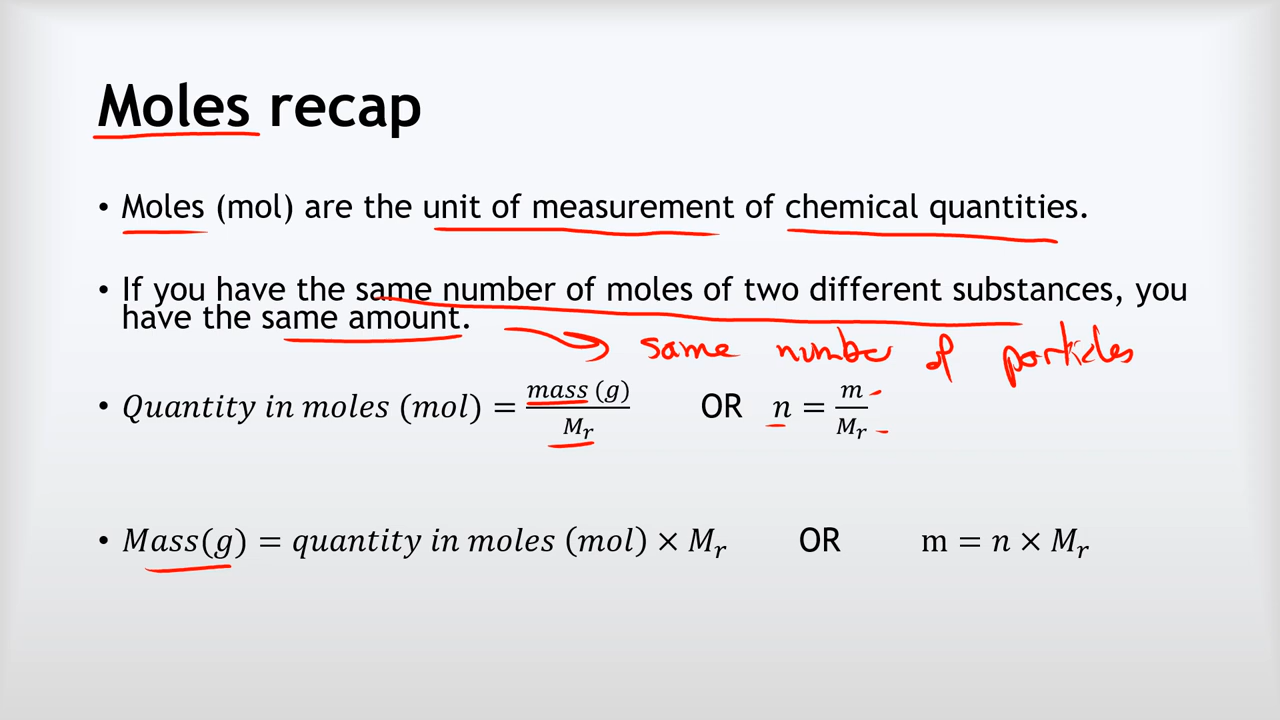 Moles recap
• Moles (mol) are the unit of measurement of chemical quantities.
• If you have the same number of moles of two different substances, you
have the same amount.
same number of particles
• Quantity in moles (mol) = mass (g) / Mᵣ OR n = m / Mᵣ
• Mass(g) = quantity in moles (mol) × Mᵣ OR m = n × Mᵣ